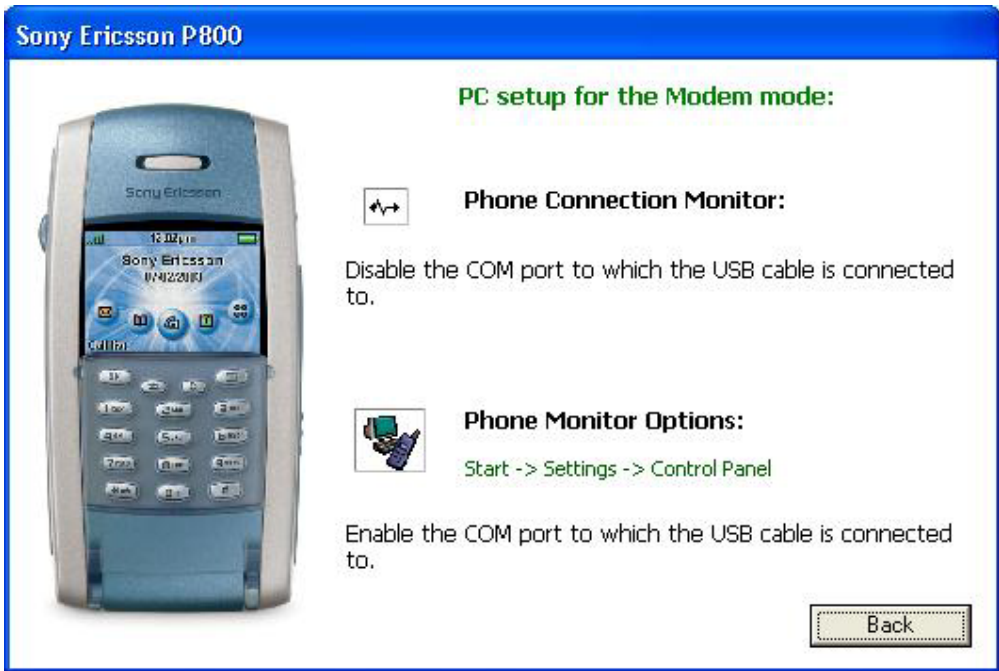 Sony Ericsson P800
PC setup for the Modem mode:
Phone Connection Monitor:
Disable the COM port to which the USB cable is connected
to.
Phone Monitor Options:
Start -> Settings -> Control Panel
Enable the COM port to which the USB cable is connected
to.
Back
Sony Ericsson
Sony Ericsson